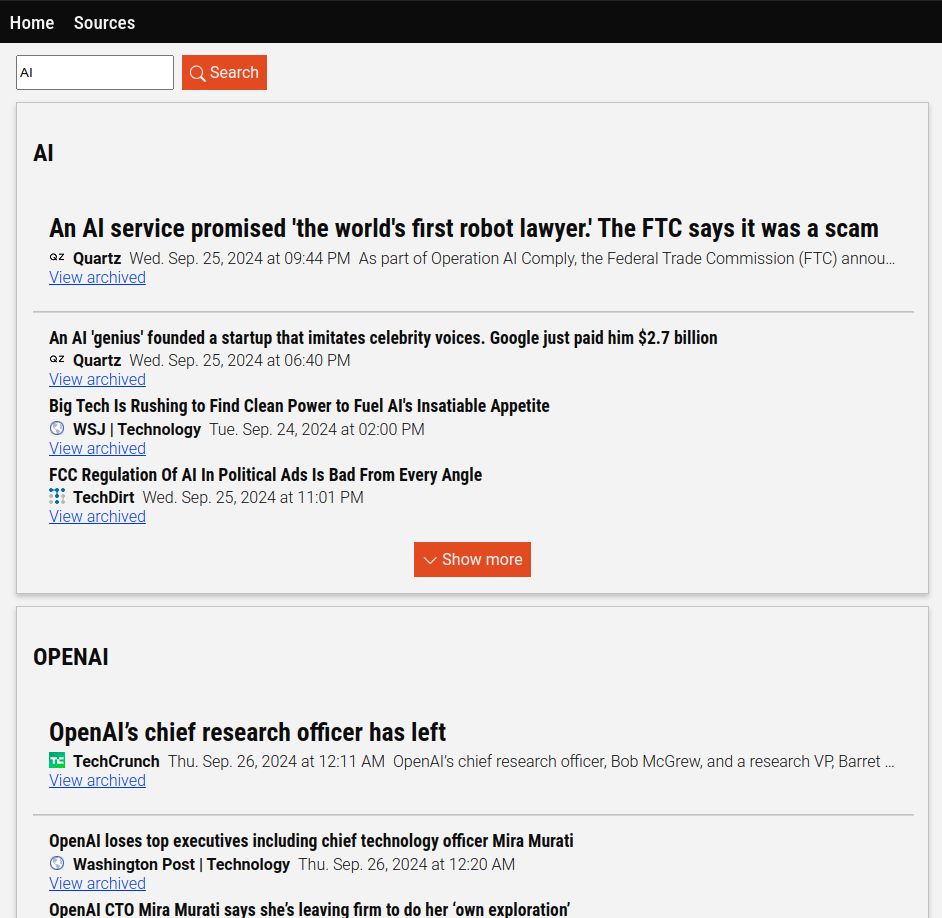 Home Sources
AI Search
AI
An AI service promised 'the world's first robot lawyer.' The FTC says it was a scam
QZ Quartz Wed. Sep. 25, 2024 at 09:44 PM As part of Operation AI Comply, the Federal Trade Commission (FTC) annou...
View archived
An AI 'genius' founded a startup that imitates celebrity voices. Google just paid him $2.7 billion
QZ Quartz Wed. Sep. 25, 2024 at 06:40 PM
View archived
Big Tech Is Rushing to Find Clean Power to Fuel AI's Insatiable Appetite
WSJ | Technology Tue. Sep. 24, 2024 at 02:00 PM
View archived
FCC Regulation Of AI In Political Ads Is Bad From Every Angle
TechDirt Wed. Sep. 25, 2024 at 11:01 PM
View archived
Show more
OPENAI
OpenAI’s chief research officer has left
TC TechCrunch Thu. Sep. 26, 2024 at 12:11 AM OpenAI’s chief research officer, Bob McGrew, and a research VP, Barret ...
View archived
OpenAI loses top executives including chief technology officer Mira Murati
Washington Post | Technology Thu. Sep. 26, 2024 at 12:20 AM
View archived
OpenAI CTO Mira Murati says she’s leaving firm to do her ‘own exploration’